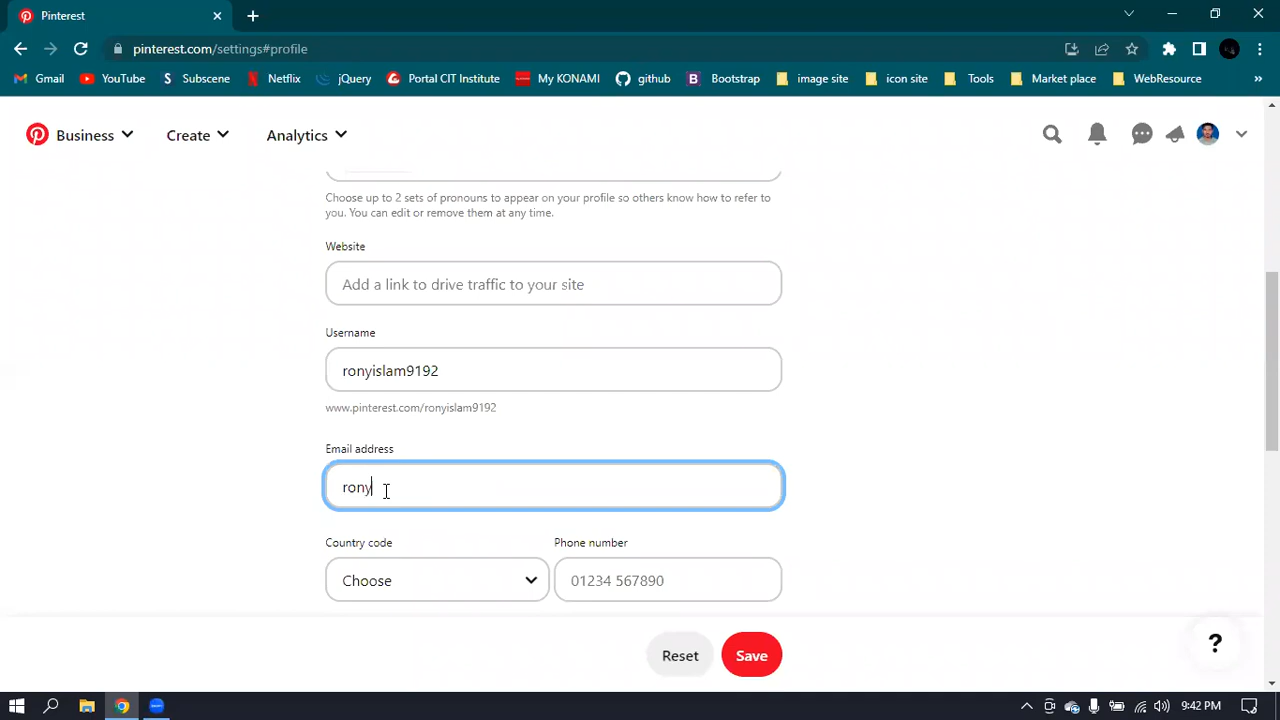 Pinterest
pinterest.com/settings#profile
Gmail YouTube Subscene Netflix jQuery Portal CIT Institute My KONAMI github Bootstrap image site icon site Tools Market place WebResource »
Business Create Analytics
Choose up to 2 sets of pronouns to appear on your profile so others know how to refer to
you. You can edit or remove them at any time.
Website
Add a link to drive traffic to your site
Username
ronyislam9192
www.pinterest.com/ronyislam9192
Email address
rony
Country code Phone number
Choose 01234 567890
Reset Save ?
9:42 PM